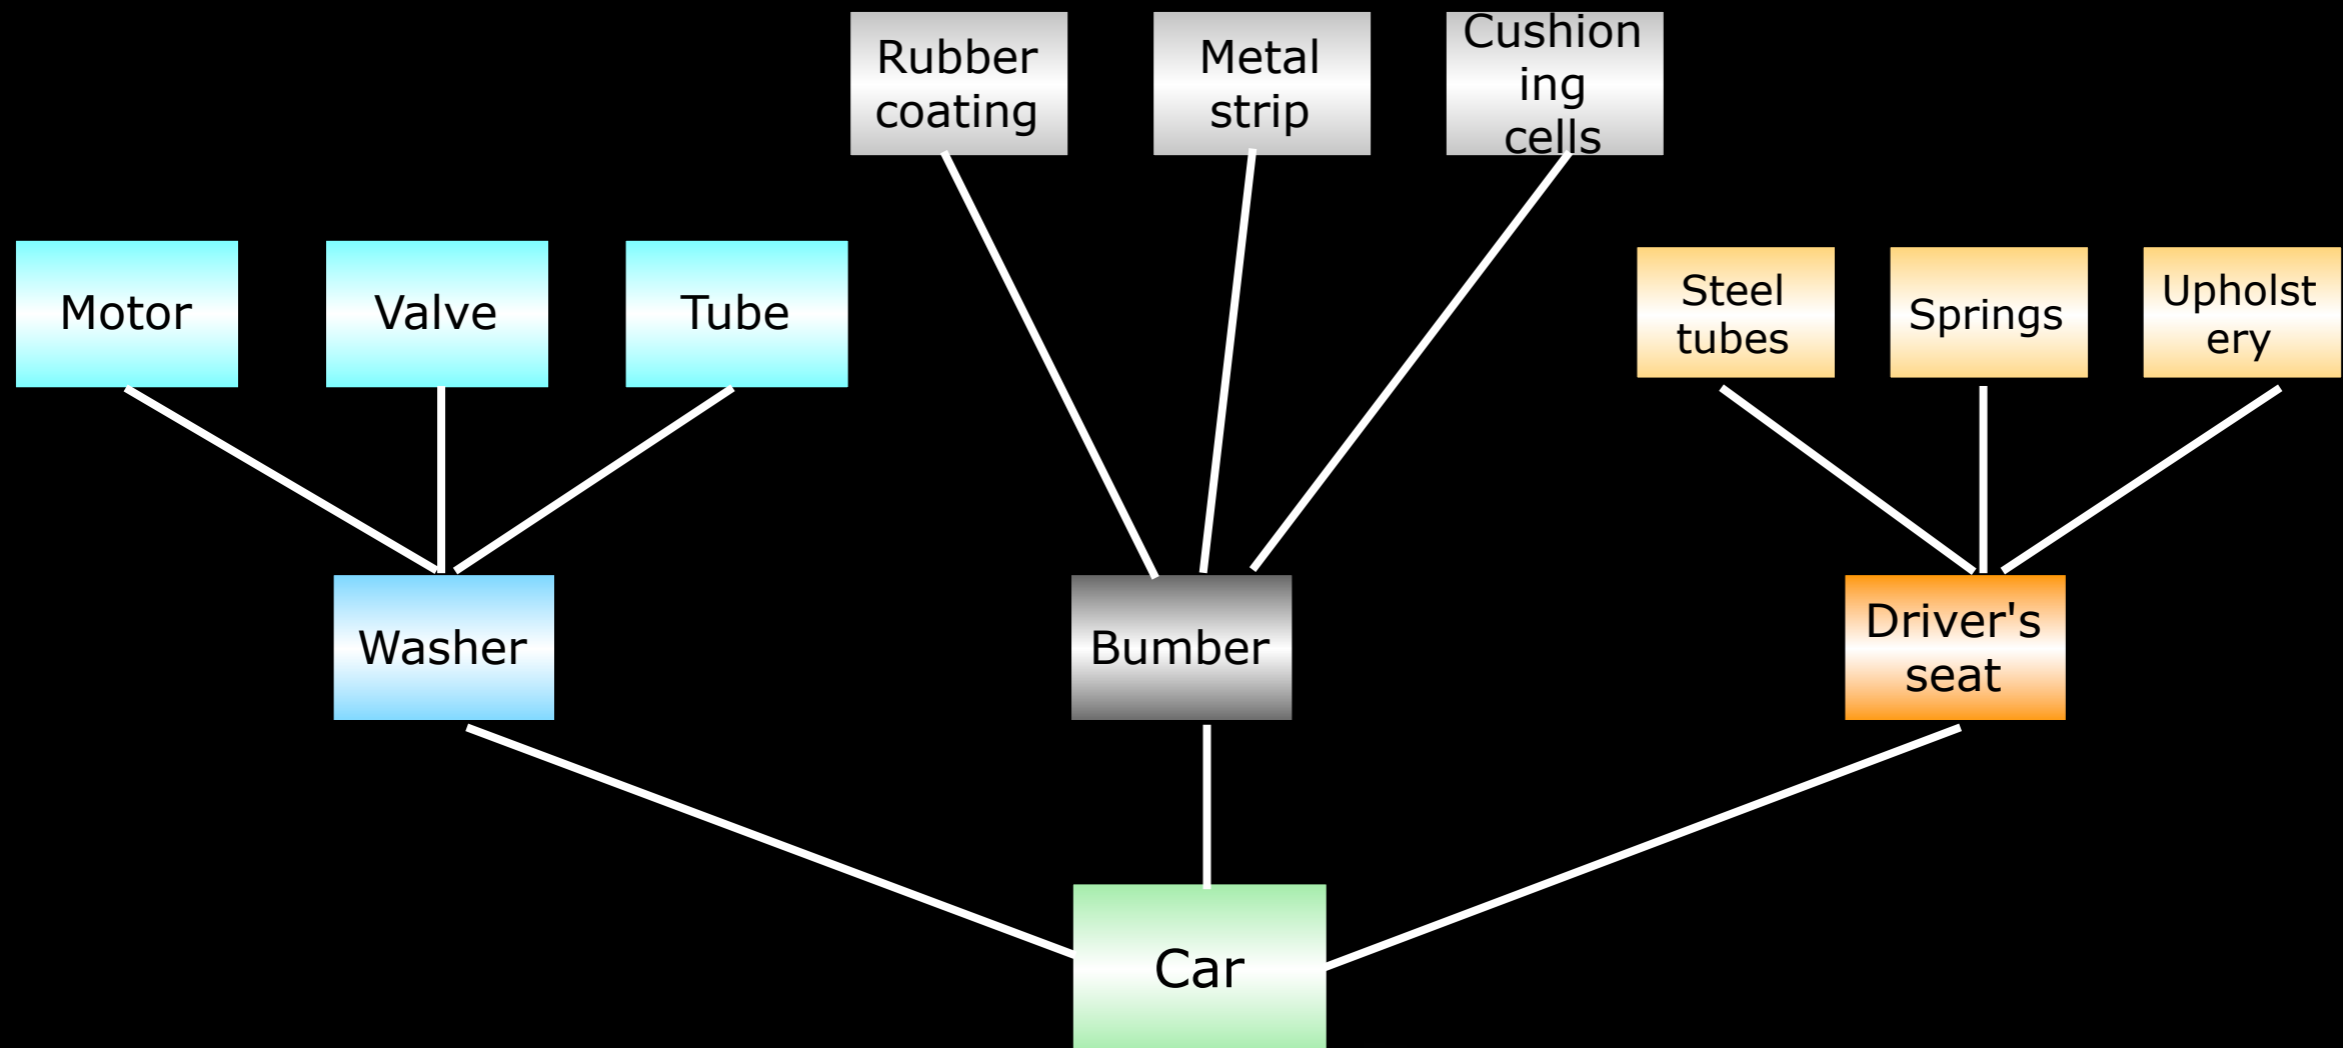 Rubber
coating
Metal
strip
Cushion
ing
cells
Motor
Valve
Tube
Steel
tubes
Springs
Upholst
ery
Washer
Bumber
Driver's
seat
Car